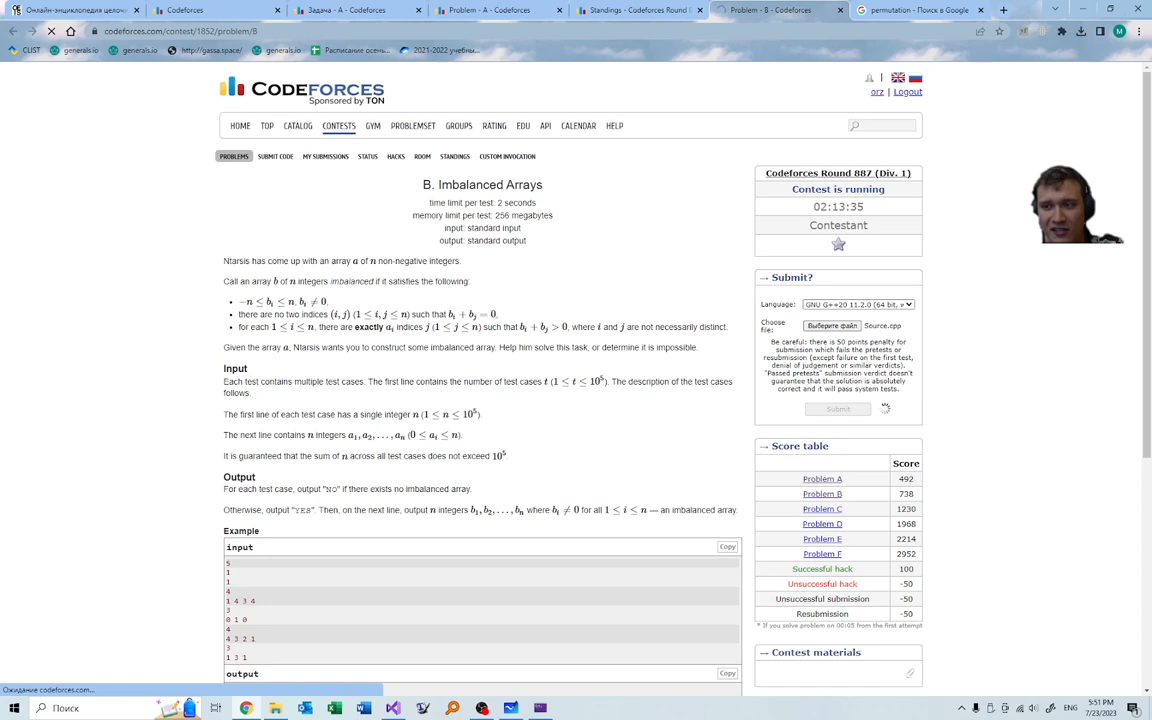 Онлайн-энциклопедия целочи
Codeforces
Задача - A - Codeforces
Problem - A - Codeforces
Standings - Codeforces Round
Problem - B - Codeforces
permutation - Поиск в Google
codeforces.com/contest/1852/problem/B
CLIST
generals.io
generals.io
http://gassa.space/
generals.io
Расписание осень...
2021-2022 учебны...
CODEFORCES
Sponsored by TON
orz | Logout
HOME TOP CATALOG CONTESTS GYM PROBLEMSET GROUPS RATING EDU API CALENDAR HELP
PROBLEMS SUBMIT CODE MY SUBMISSIONS STATUS HACKS ROOM STANDINGS CUSTOM INVOCATION
B. Imbalanced Arrays
time limit per test: 2 seconds
memory limit per test: 256 megabytes
input: standard input
output: standard output
Ntarsis has come up with an array a of n non-negative integers.
Call an array b of n integers imbalanced if it satisfies the following:
• −n ≤ bᵢ ≤ n, bᵢ ≠ 0,
• there are no two indices (i, j) (1 ≤ i, j ≤ n) such that bᵢ + bⱼ = 0,
• for each 1 ≤ i ≤ n, there are exactly aᵢ indices j (1 ≤ j ≤ n) such that bᵢ + bⱼ > 0, where i and j are not necessarily distinct.
Given the array a, Ntarsis wants you to construct some imbalanced array. Help him solve this task, or determine it is impossible.
Input
Each test contains multiple test cases. The first line contains the number of test cases t (1 ≤ t ≤ 10⁵). The description of the test cases
follows.
The first line of each test case has a single integer n (1 ≤ n ≤ 10⁵).
The next line contains n integers a₁, a₂, . . . , aₙ (0 ≤ aᵢ ≤ n).
It is guaranteed that the sum of n across all test cases does not exceed 10⁵.
Output
For each test case, output "NO" if there exists no imbalanced array.
Otherwise, output "YES". Then, on the next line, output n integers b₁, b₂, . . . , bₙ where bᵢ ≠ 0 for all 1 ≤ i ≤ n — an imbalanced array.
Example
input
Copy
5
1
1
4
1 4 3 4
3
0 1 0
4
4 3 2 1
3
1 3 1
output
Copy
Codeforces Round 887 (Div. 1)
Contest is running
02:13:35
Contestant
→ Submit?
Language: GNU G++20 11.2.0 (64 bit, w
Choose
file:
Выберите файл Source.cpp
Be careful: there is 50 points penalty for
submission which fails the pretests or
resubmission (except failure on the first test,
denial of judgement or similar verdicts).
"Passed pretests" submission verdict doesn't
guarantee that the solution is absolutely
correct and it will pass system tests.
Submit
→ Score table
Score
Problem A 492
Problem B 738
Problem C 1230
Problem D 1968
Problem E 2214
Problem F 2952
Successful hack 100
Unsuccessful hack -50
Unsuccessful submission -50
Resubmission -50
* If you solve problem on 00:05 from the first attempt
→ Contest materials
Ожидание codeforces.com...
Поиск
ENG
5:51 PM
7/23/2023